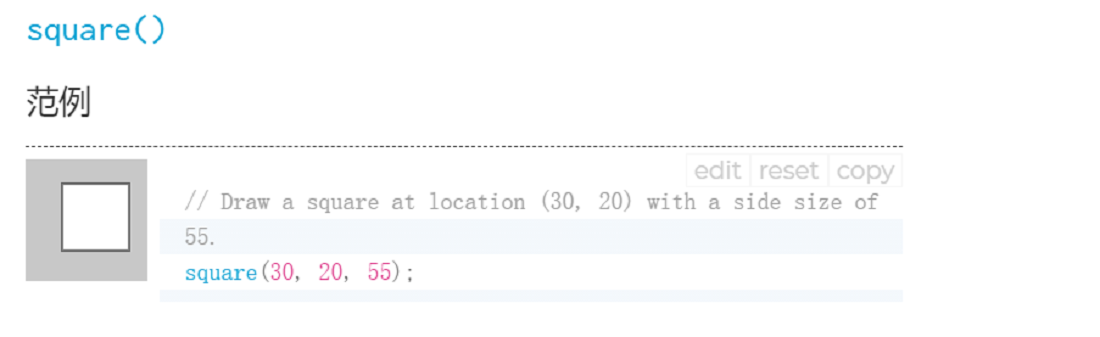 square()
范例
edit reset copy
// Draw a square at location (30, 20) with a side size of
55.
square(30, 20, 55);